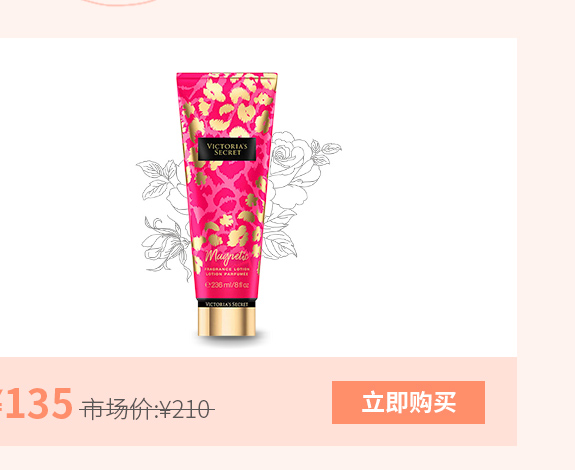 VICTORIA'S
SECRET
Magnetic
FRAGRANCE LOTION
LOTION PARFUMÉE
℮236 ml/8 fl oz
VICTORIA'S SECRET
¥135 市场价:¥210 立即购买